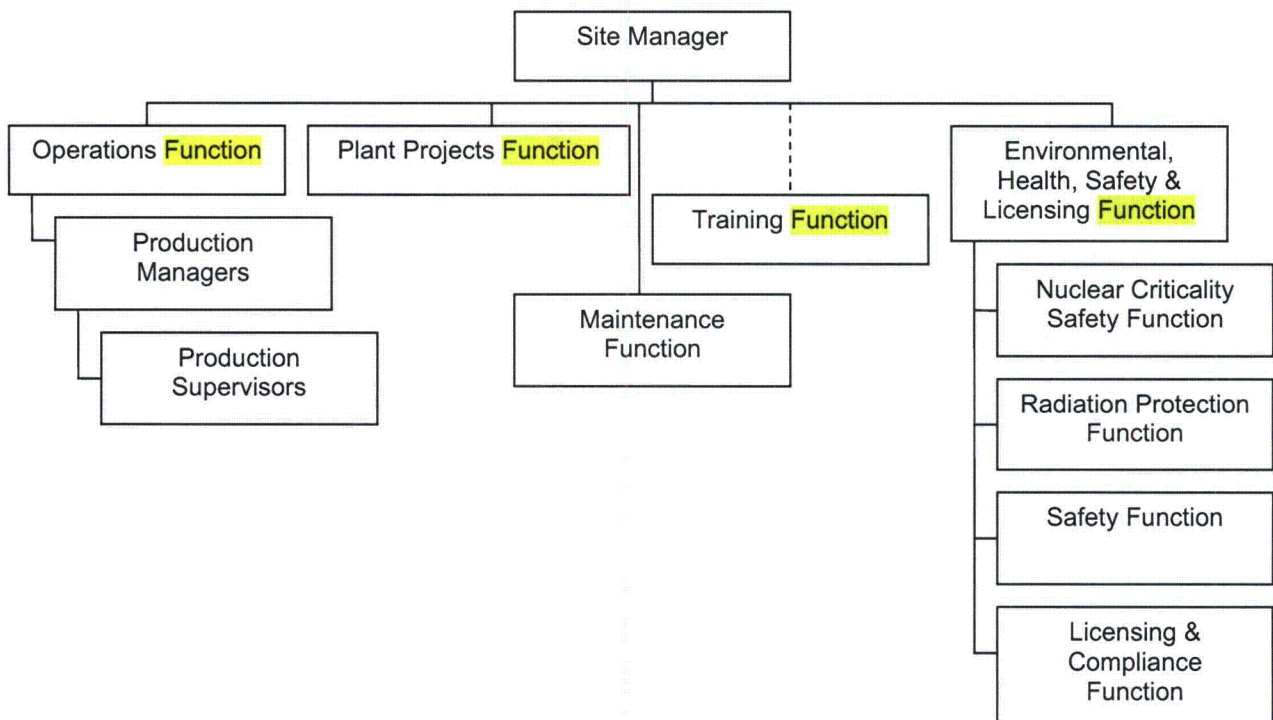 Site Manager
Operations Function
Plant Projects Function
Training Function
Environmental,
Health, Safety &
Licensing Function
Production
Managers
Production
Supervisors
Maintenance
Function
Nuclear Criticality
Safety Function
Radiation Protection
Function
Safety Function
Licensing &
Compliance
Function